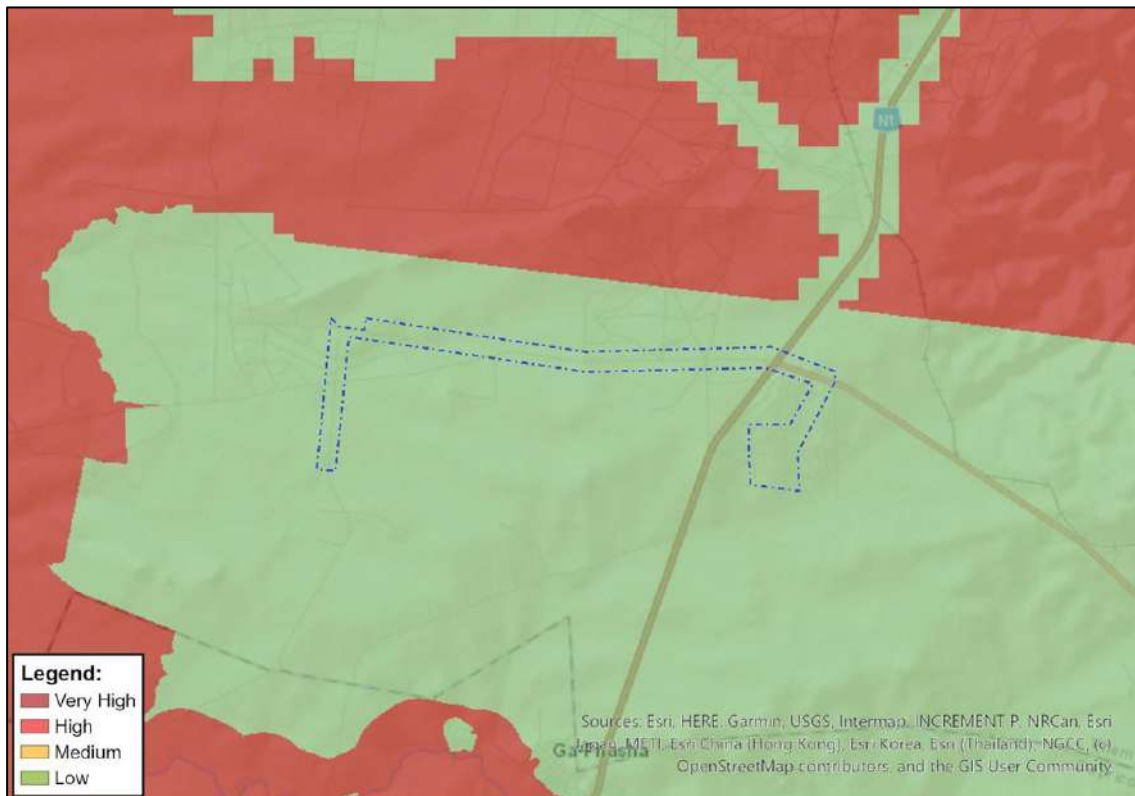 N1
Legend:
Very High
High
Medium
Low
Sources: Esri, HERE, Garmin, USGS, Intermap, INCREMENT P, NRCan, Esri
Japan, METI, Esri China (Hong Kong), Esri Korea, Esri (Thailand), NGCC, (c)
OpenStreetMap contributors, and the GIS User Community